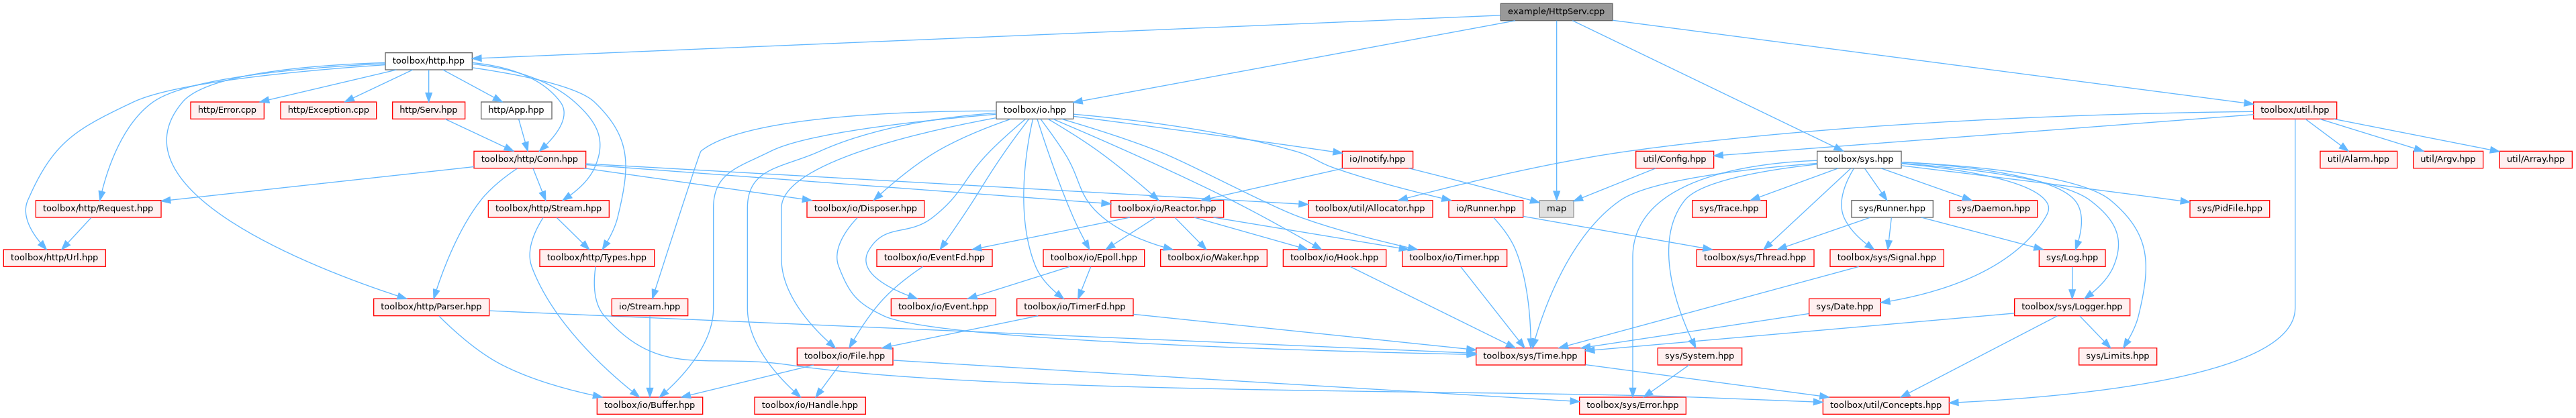 example/HttpServ.cpp
toolbox/http.hpp
http/Error.cpp
http/Exception.cpp
http/Serv.hpp
http/App.hpp
toolbox/io.hpp
toolbox/util.hpp
toolbox/http/Conn.hpp
io/Inotify.hpp
util/Config.hpp
toolbox/sys.hpp
util/Alarm.hpp
util/Argv.hpp
util/Array.hpp
toolbox/http/Request.hpp
toolbox/http/Stream.hpp
toolbox/io/Disposer.hpp
toolbox/io/Reactor.hpp
toolbox/util/Allocator.hpp
io/Runner.hpp
map
sys/Trace.hpp
sys/Runner.hpp
sys/Daemon.hpp
sys/PidFile.hpp
toolbox/http/Url.hpp
toolbox/http/Types.hpp
toolbox/io/EventFd.hpp
toolbox/io/Epoll.hpp
toolbox/io/Waker.hpp
toolbox/io/Hook.hpp
toolbox/io/Timer.hpp
toolbox/sys/Thread.hpp
toolbox/sys/Signal.hpp
sys/Log.hpp
toolbox/http/Parser.hpp
io/Stream.hpp
toolbox/io/Event.hpp
toolbox/io/TimerFd.hpp
sys/Date.hpp
toolbox/sys/Logger.hpp
toolbox/io/File.hpp
toolbox/sys/Time.hpp
sys/System.hpp
sys/Limits.hpp
toolbox/io/Buffer.hpp
toolbox/io/Handle.hpp
toolbox/sys/Error.hpp
toolbox/util/Concepts.hpp